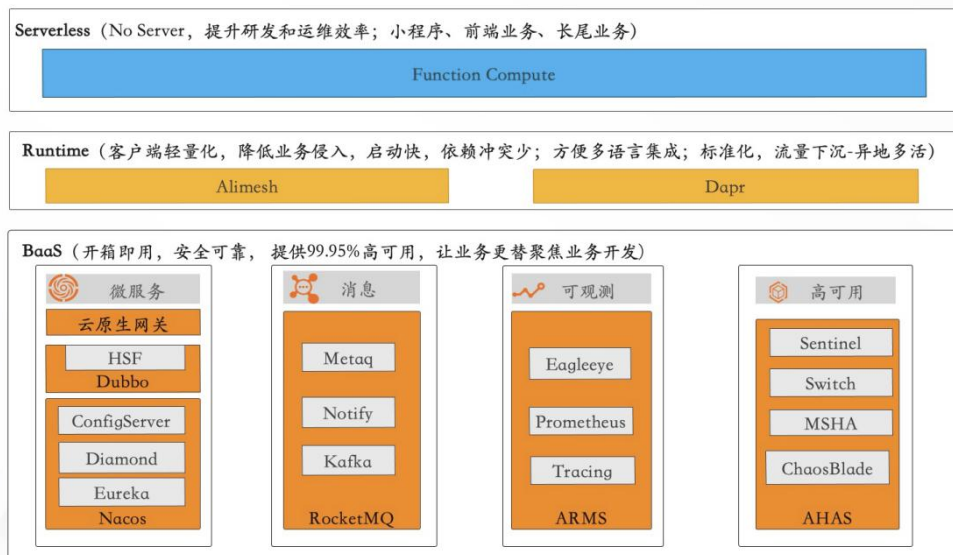 Serverless（No Server，提升研发和运维效率；小程序、前端业务、长尾业务）
Function Compute
Runtime（客户端轻量化，降低业务侵入，启动快，依赖冲突少；方便多语言集成；标准化，流量下沉-异地多活）
Alimesh
Dapr
BaaS（开箱即用，安全可靠， 提供99.95%高可用，让业务更替聚焦业务开发）
微服务
云原生网关
HSF
Dubbo
ConfigServer
Diamond
Eureka
Nacos
消息
Metaq
Notify
Kafka
RocketMQ
可观测
Eagleeye
Prometheus
Tracing
ARMS
高可用
Sentinel
Switch
MSHA
ChaosBlade
AHAS